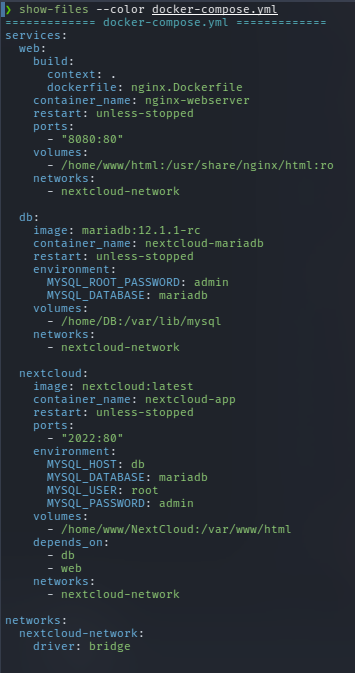 ❯ show-files --color docker-compose.yml
============= docker-compose.yml =============
services:
  web:
    build:
      context: .
      dockerfile: nginx.Dockerfile
    container_name: nginx-webserver
    restart: unless-stopped
    ports:
      - "8080:80"
    volumes:
      - /home/www/html:/usr/share/nginx/html:ro
    networks:
      - nextcloud-network

  db:
    image: mariadb:12.1.1-rc
    container_name: nextcloud-mariadb
    restart: unless-stopped
    environment:
      MYSQL_ROOT_PASSWORD: admin
      MYSQL_DATABASE: mariadb
    volumes:
      - /home/DB:/var/lib/mysql
    networks:
      - nextcloud-network

  nextcloud:
    image: nextcloud:latest
    container_name: nextcloud-app
    restart: unless-stopped
    ports:
      - "2022:80"
    environment:
      MYSQL_HOST: db
      MYSQL_DATABASE: mariadb
      MYSQL_USER: root
      MYSQL_PASSWORD: admin
    volumes:
      - /home/www/NextCloud:/var/www/html
    depends_on:
      - db
      - web
    networks:
      - nextcloud-network

networks:
  nextcloud-network:
    driver: bridge